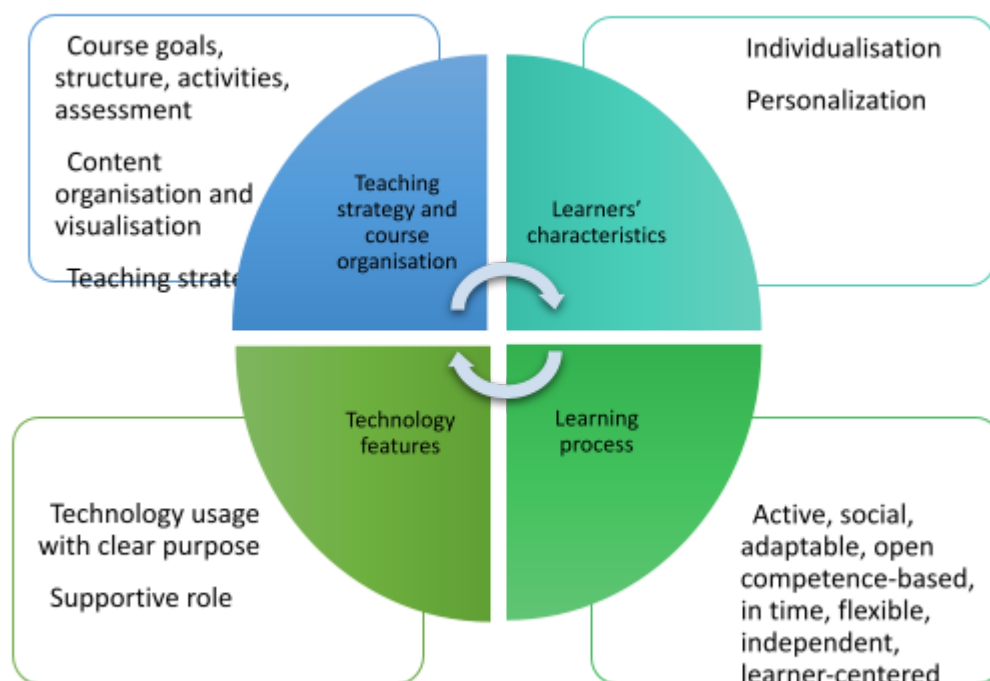 Course goals,
structure, activities,
assessment
Content
organisation and
visualisation
Teaching
Individualisation
Personalization
Teaching
strategy and
course
organisation
Learners'
characteristics
Technology
features
Learning
process
Technology usage
with clear purpose
Supportive role
Active, social,
adaptable, open
competence-based,
in time, flexible,
independent,
learner-centered